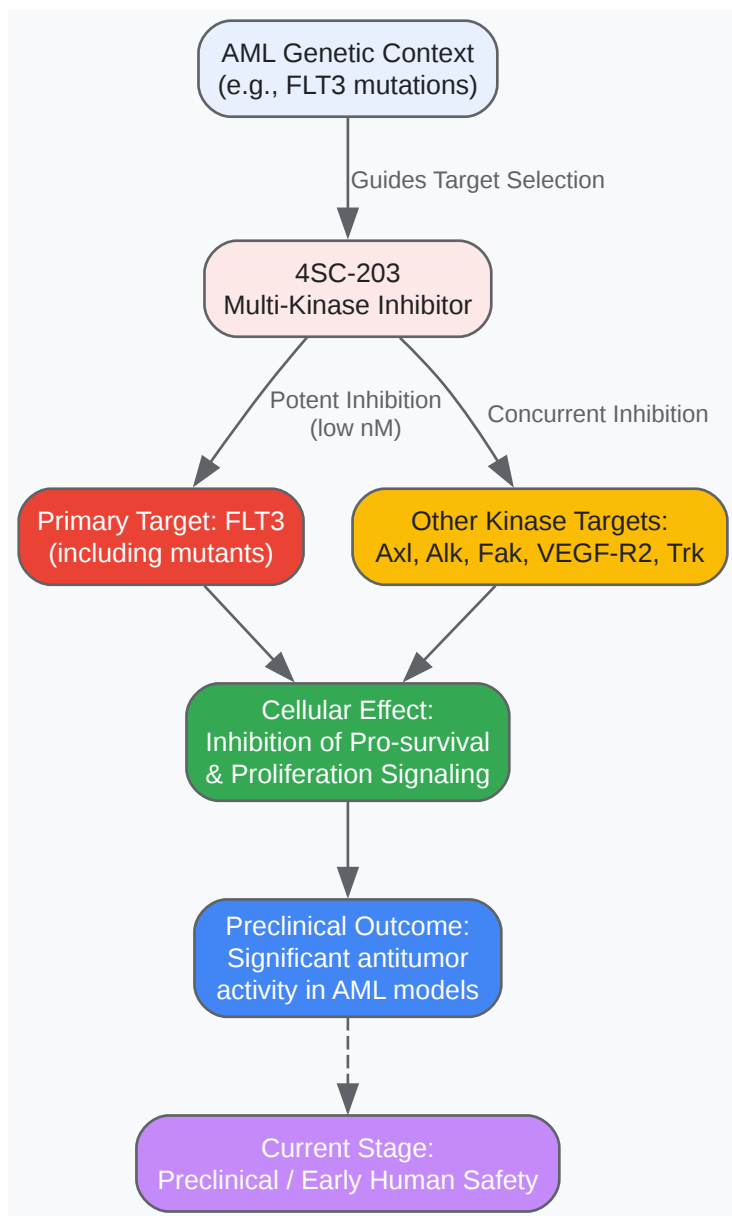 AML Genetic Context
(e.g., FLT3 mutations)
Guides Target Selection
4SC-203
Multi-Kinase Inhibitor
Potent Inhibition
(low nM)
Concurrent Inhibition
Primary Target: FLT3
(including mutants)
Other Kinase Targets:
Axl, Alk, Fak, VEGF-R2, Trk
Cellular Effect:
Inhibition of Pro-survival
& Proliferation Signaling
Preclinical Outcome:
Significant antitumor
activity in AML models
Current Stage:
Preclinical / Early Human Safety